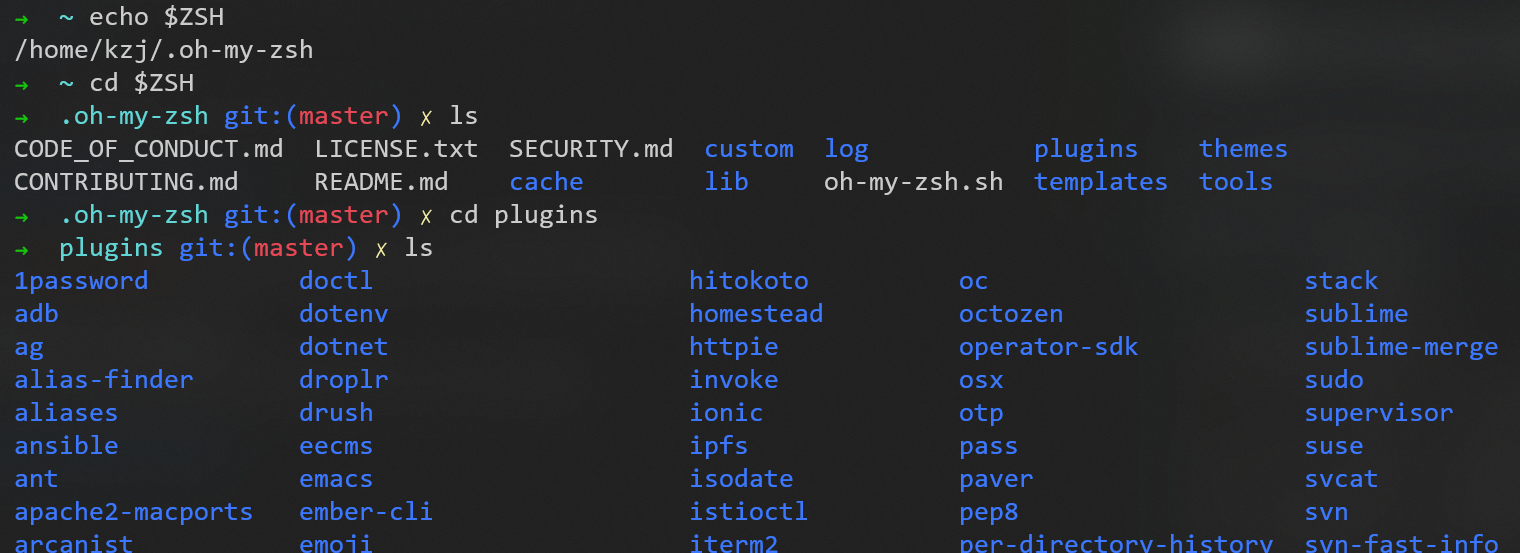 → ~ echo $ZSH
/home/kzj/.oh-my-zsh
→ ~ cd $ZSH
→ .oh-my-zsh git:(master) ✗ ls
CODE_OF_CONDUCT.md LICENSE.txt SECURITY.md custom log plugins themes
CONTRIBUTING.md README.md cache lib oh-my-zsh.sh templates tools
→ .oh-my-zsh git:(master) ✗ cd plugins
→ plugins git:(master) ✗ ls
1password doctl hitokoto oc stack
adb dotenv homestead octozen sublime
ag dotnet httpie operator-sdk sublime-merge
alias-finder droplr invoke osx sudo
aliases drush ionic otp supervisor
ansible eecms ipfs pass suse
ant emacs isodate paver svcat
apache2-macports ember-cli istioctl pep8 svn
arcanist emoji iterm2 per-directory-history svn-fast-info